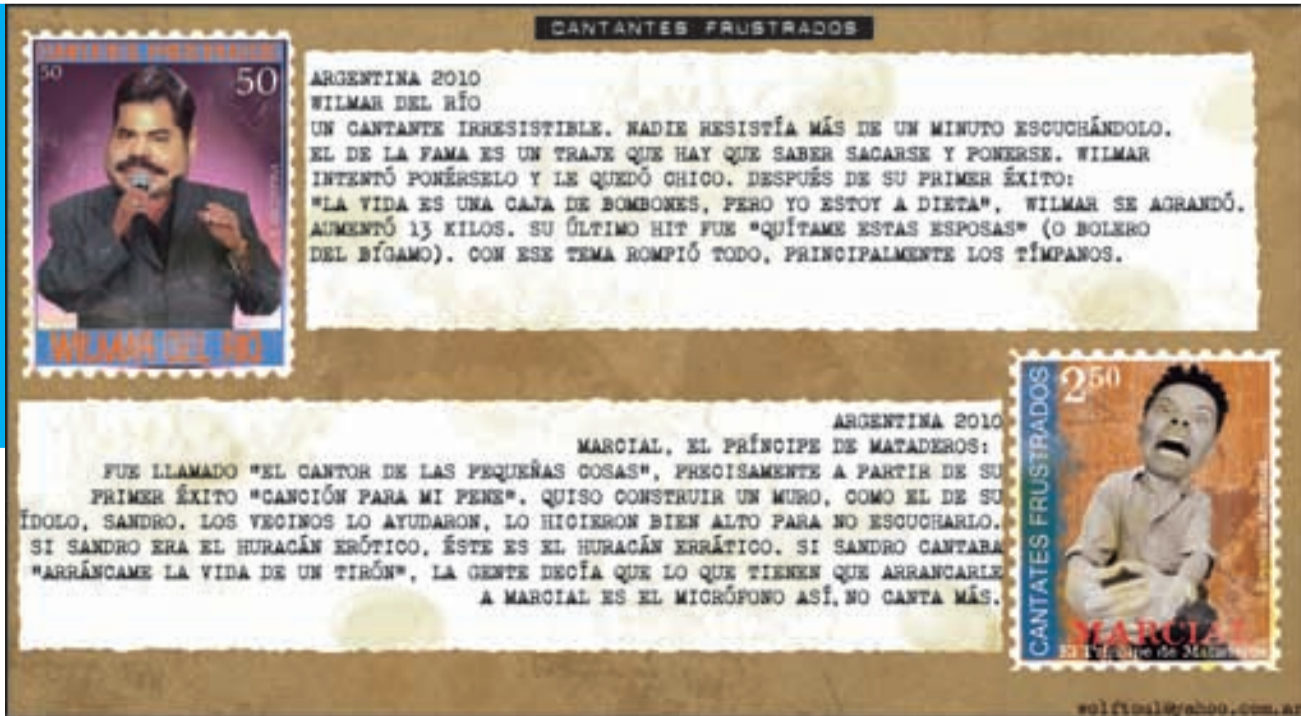 CANTANTES FRUSTRADOS
50
50
WILMAR DEL RIO
ARGENTINA 2010
WILMAR DEL RÍO
UN CANTANTE IRRESISTIBLE. NADIE RESISTÍA MÁS DE UN MINUTO ESCUCHÁNDOLO.
EL DE LA FAMA ES UN TRAJE QUE HAY QUE SABER SACARSE Y PONERSE. WILMAR
INTENTÓ PONÉRSELO Y LE QUEDÓ CHICO. DESPUÉS DE SU PRIMER ÉXITO:
"LA VIDA ES UNA CAJA DE BOMBONES, PERO YO ESTOY A DIETA", WILMAR SE AGRANDÓ.
AUMENTÓ 13 KILOS. SU ÚLTIMO HIT FUE "QUÍTAME ESTAS ESPOSAS" (O BOLERO
DEL BÍGAMO). CON ESE TEMA ROMPIÓ TODO, PRINCIPALMENTE LOS TÍMPANOS.
ARGENTINA 2010
MARCIAL, EL PRÍNCIPE DE MATADEROS:
FUE LLAMADO "EL CANTOR DE LAS PEQUEÑAS COSAS", PRECISAMENTE A PARTIR DE SU
PRIMER ÉXITO "CANCIÓN PARA MI PENE". QUISO CONSTRUIR UN MURO, COMO EL DE SU
ÍDOLO, SANDRO. LOS VECINOS LO AYUDARON, LO HICIERON BIEN ALTO PARA NO ESCUCHARLO.
SI SANDRO ERA EL HURACÁN ERÓTICO, ÉSTE ES EL HURACÁN ERRÁTICO. SI SANDRO CANTABA
"ARRÁNCAME LA VIDA DE UN TIRÓN", LA GENTE DECÍA QUE LO QUE TIENEN QUE ARRANCARLE
A MARCIAL ES EL MICRÓFONO ASÍ, NO CANTA MÁS.
CANTATES FRUSTRADOS
250
MARCIAL
El Príncipe de Mataderos
wolftoul@yahoo.com.ar